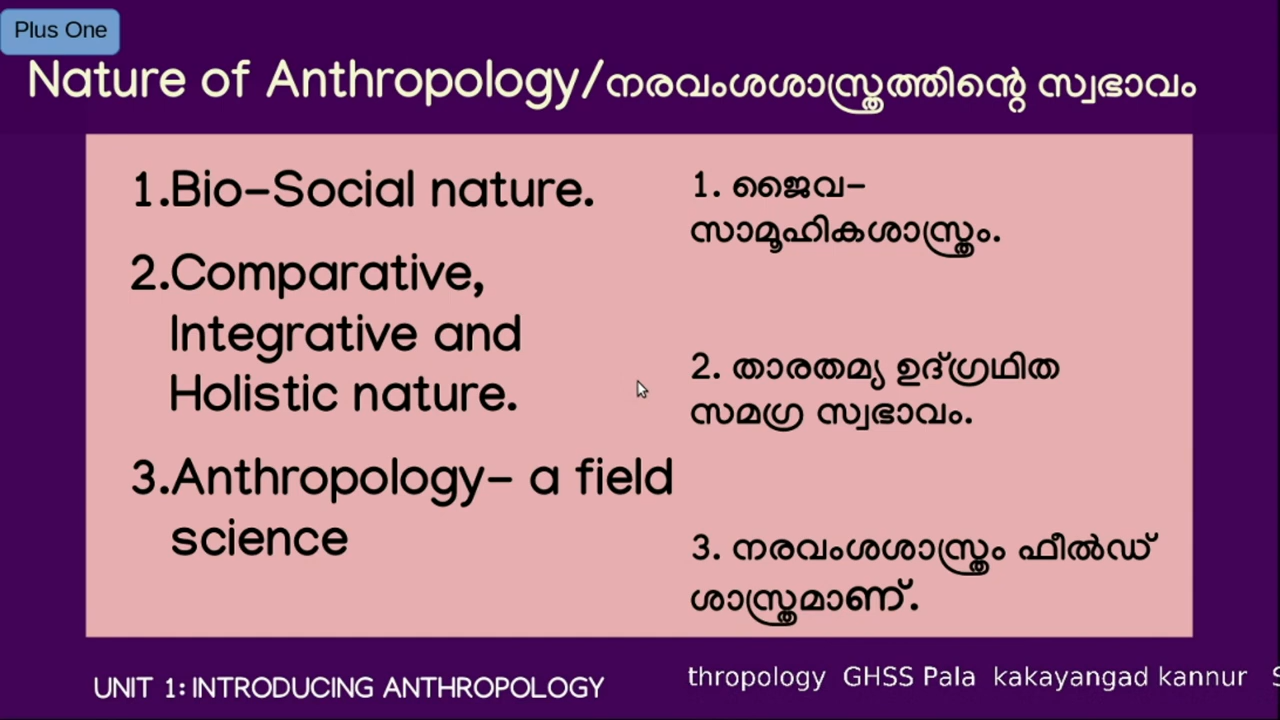 Plus One
Nature of Anthropology/നരവംശശാസ്ത്രത്തിന്റെ സ്വഭാവം
1.Bio-Social nature.
2.Comparative,
Integrative and
Holistic nature.
3.Anthropology- a field
science
1. ജൈവ-
സാമൂഹികശാസ്ത്രം.
2. താരതമ്യ ഉദ്ഗ്രഥിത
സമഗ്ര സ്വഭാവം.
3. നരവംശശാസ്ത്രം ഫീൽഡ്
ശാസ്ത്രമാണ്.
UNIT 1: INTRODUCING ANTHROPOLOGY
thropology GHSS Pala kakayangad kannur S